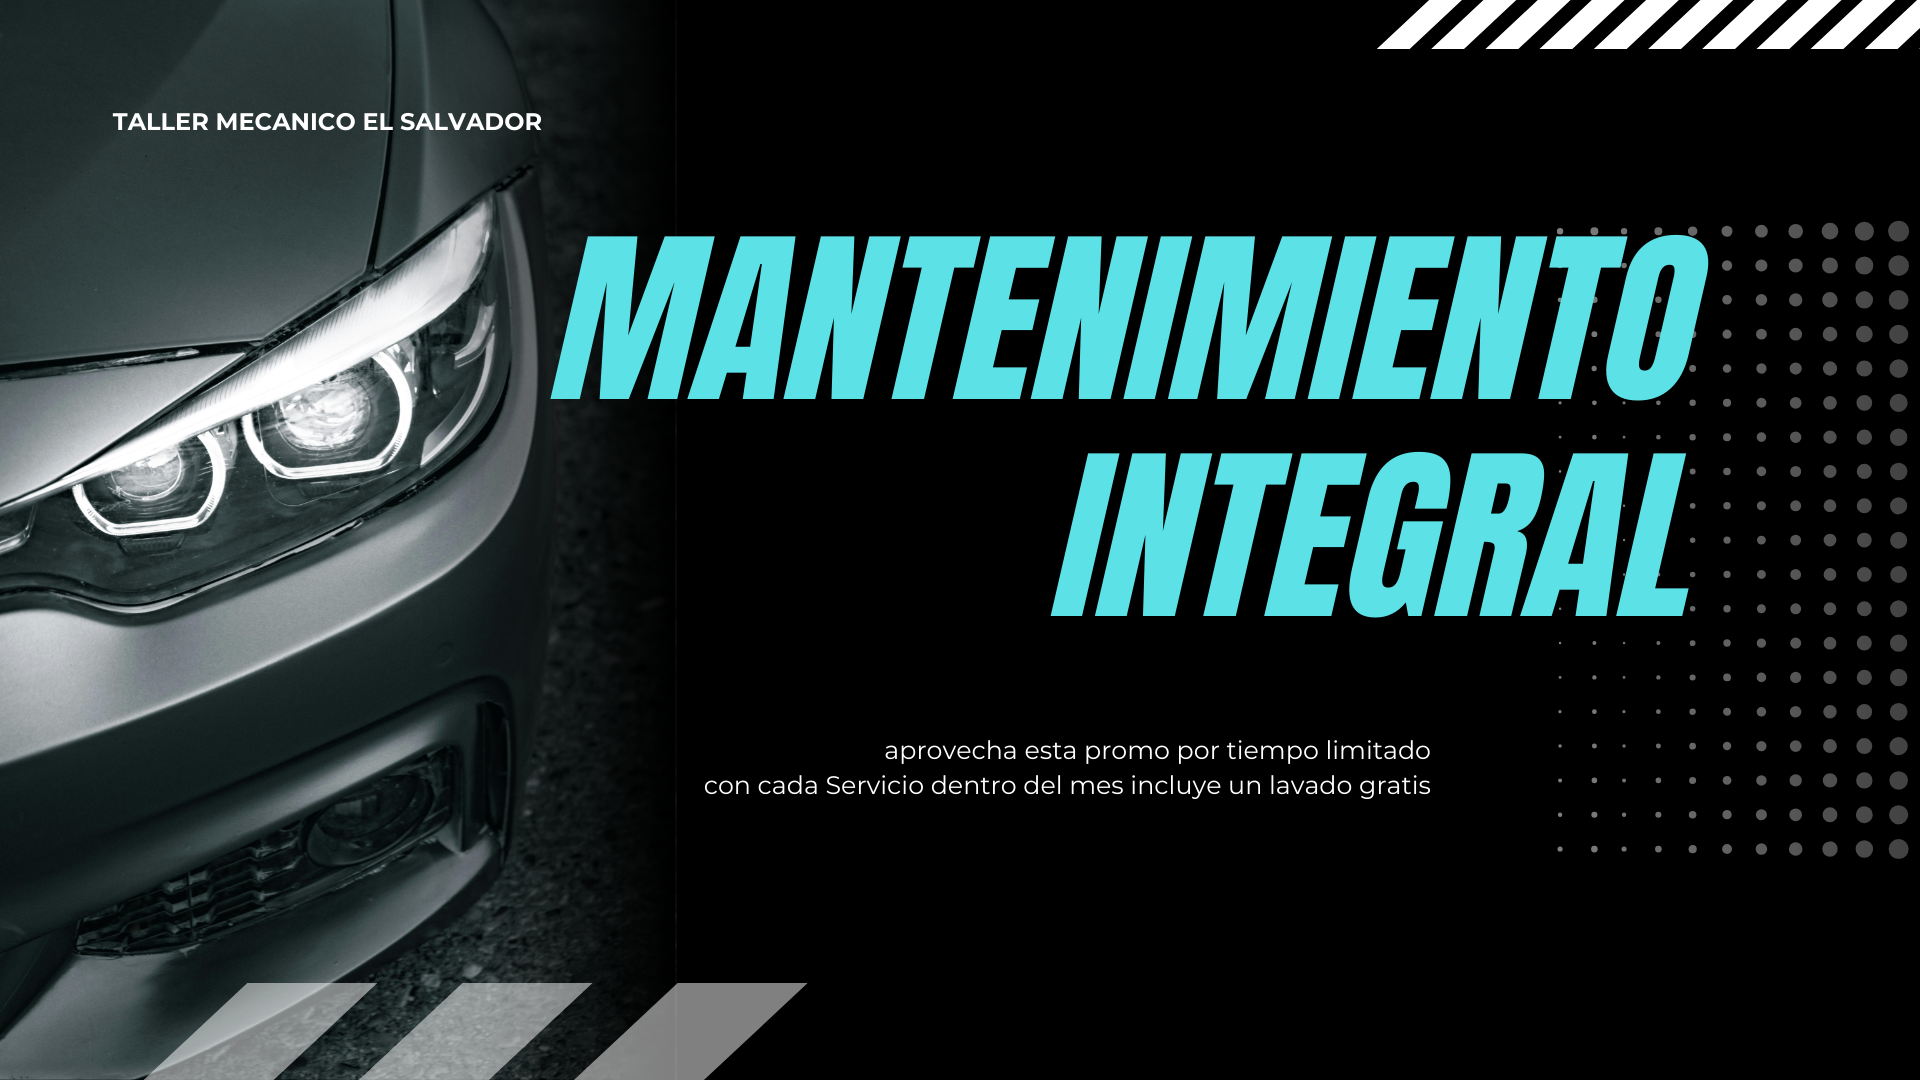 TALLER MECANICO EL SALVADOR
MANTENIMIENTO
INTEGRAL
aprovecha esta promo por tiempo limitado
con cada Servicio dentro del mes incluye un lavado gratis